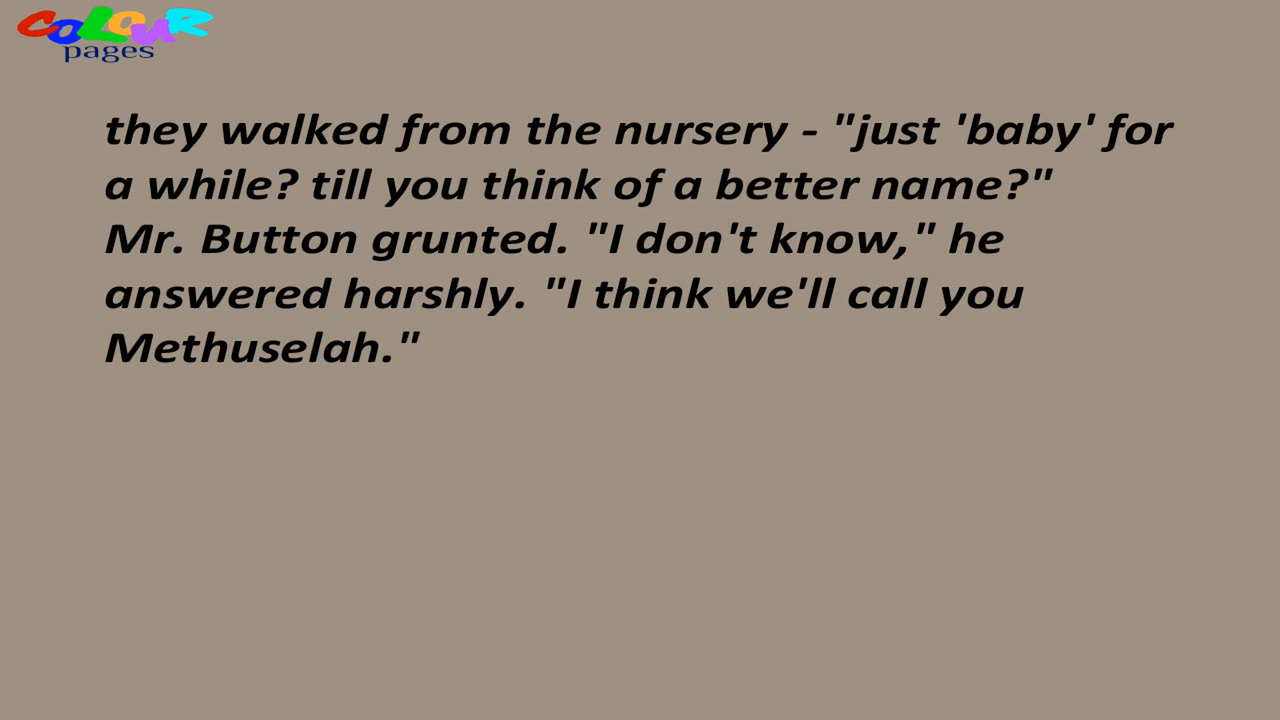 COLOUR
pages
they walked from the nursery - "just 'baby' for
a while? till you think of a better name?"
Mr. Button grunted. "I don't know," he
answered harshly. "I think we'll call you
Methuselah."